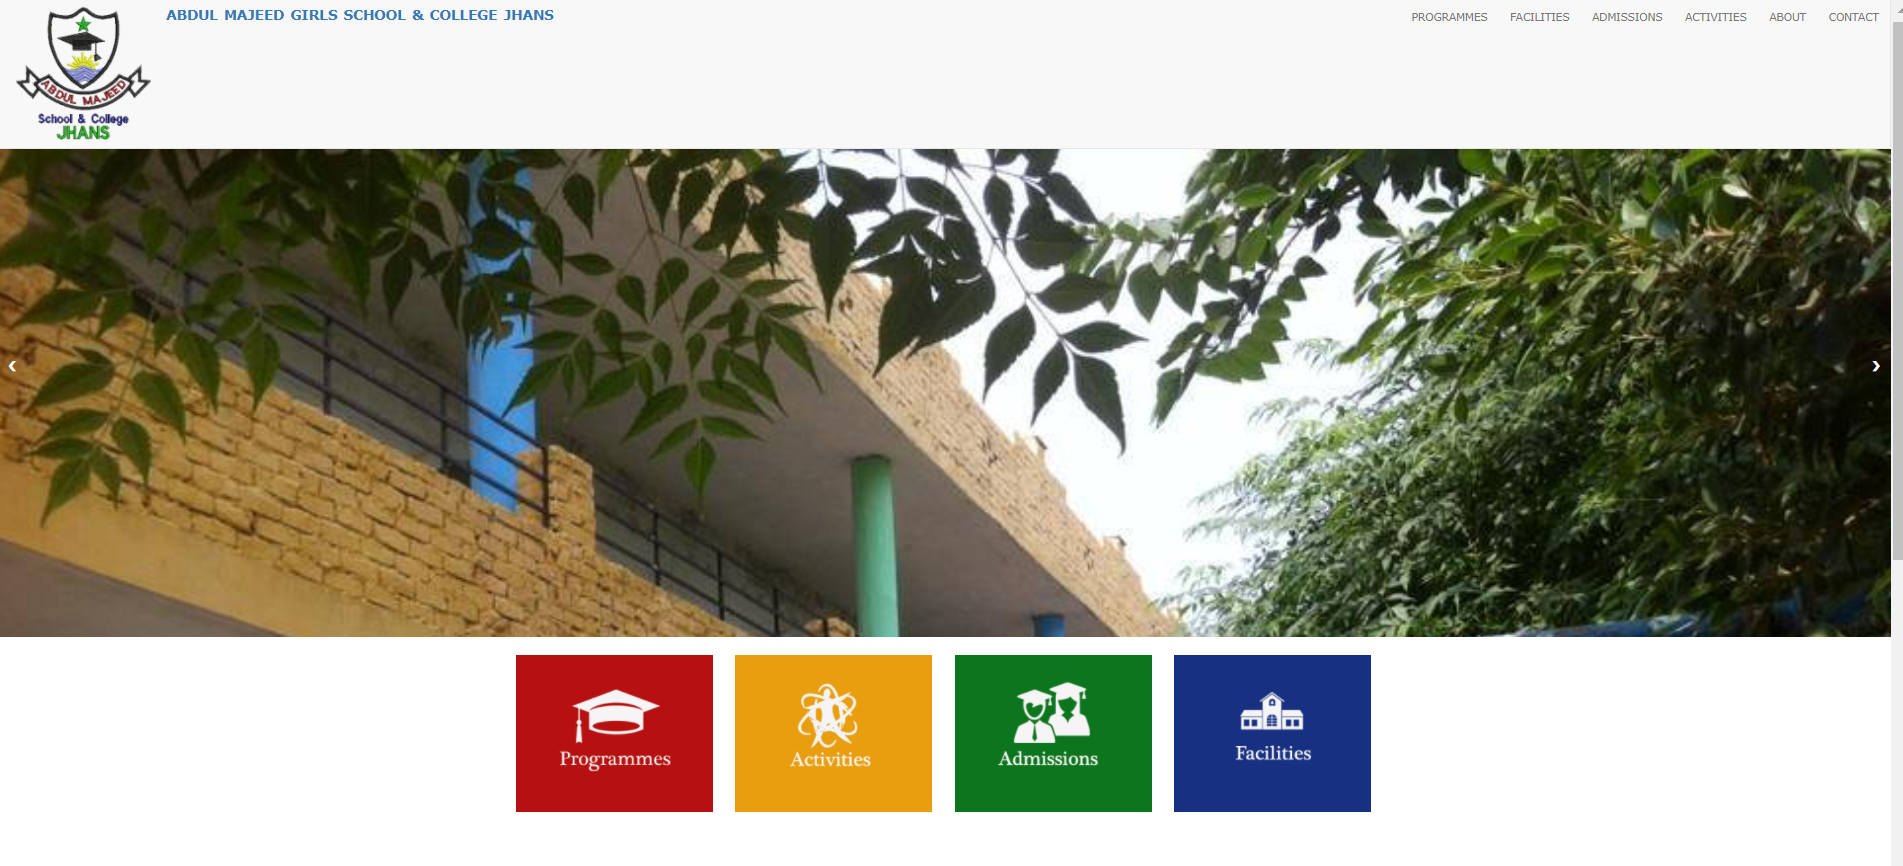 ABDUL MAJEED
School & College
JHANS
ABDUL MAJEED GIRLS SCHOOL & COLLEGE JHANS
PROGRAMMES FACILITIES ADMISSIONS ACTIVITIES ABOUT CONTACT
Programmes
Activities
Admissions
Facilities